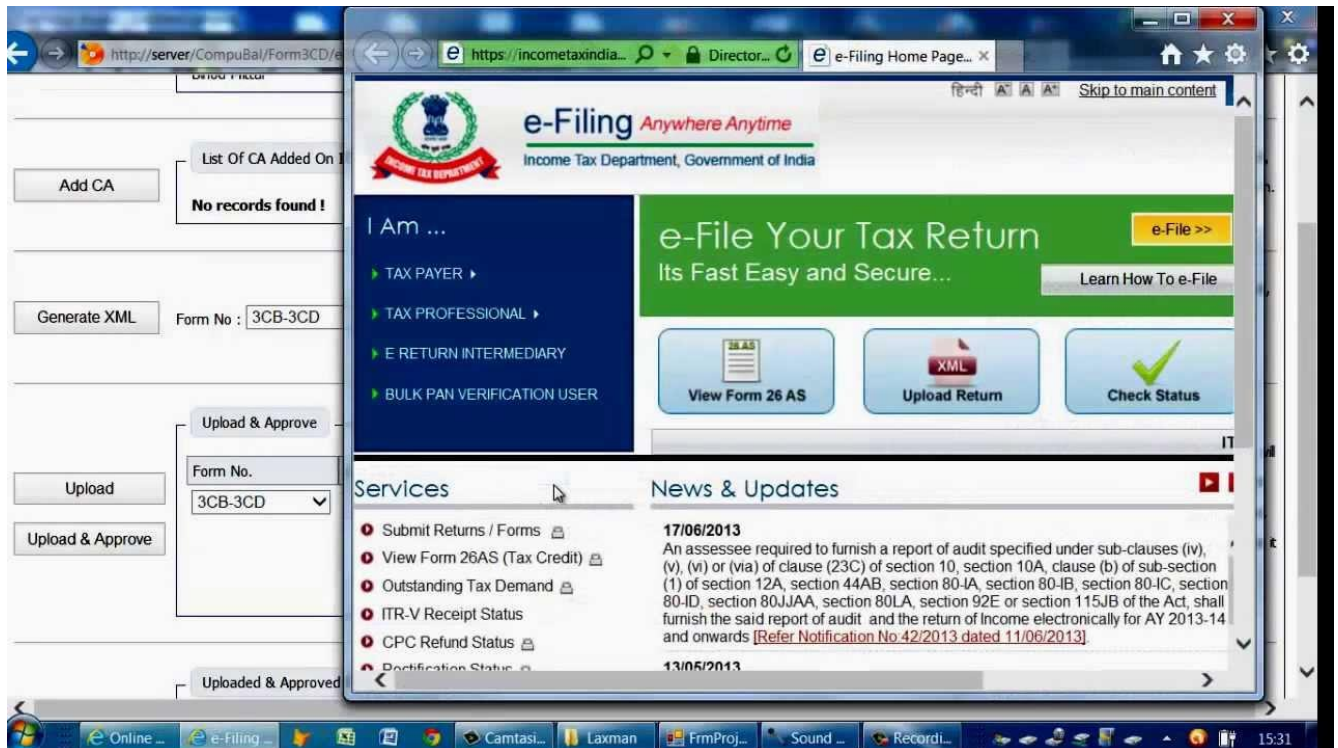 http://server/CompuBal/Form3CD/e
https://incometaxindia...
Director...
e-Filing Home Page...
List Of CA Added On
Add CA
No records found !
Generate XML
Form No :
3CB-3CD
Upload & Approve
Form No.
3CB-3CD
Upload
Upload & Approve
Uploaded & Approved
हिन्दी A- A A+ Skip to main content
INCOME TAX DEPARTMENT
e-Filing Anywhere Anytime
Income Tax Department, Government of India
I Am ...
TAX PAYER
TAX PROFESSIONAL
E RETURN INTERMEDIARY
BULK PAN VERIFICATION USER
e-File Your Tax Return
Its Fast Easy and Secure...
e-File >>
Learn How To e-File
26 AS
View Form 26 AS
XML
Upload Return
Check Status
IT
Services
Submit Returns / Forms
View Form 26AS (Tax Credit)
Outstanding Tax Demand
ITR-V Receipt Status
CPC Refund Status
Rectification Status
News & Updates
17/06/2013
An assessee required to furnish a report of audit specified under sub-clauses (iv),
(v), (vi) or (via) of clause (23C) of section 10, section 10A, clause (b) of sub-section
(1) of section 12A, section 44AB, section 80-IA, section 80-IB, section 80-IC, section
80-ID, section 80JJAA, section 80LA, section 92E or section 115JB of the Act, shall
furnish the said report of audit and the return of Income electronically for AY 2013-14
and onwards [Refer Notification No:42/2013 dated 11/06/2013].
13/05/2013
Online ...
e-Filing ...
Camtasi...
Laxman
FrmProj...
Sound ...
Recordi...
15:31